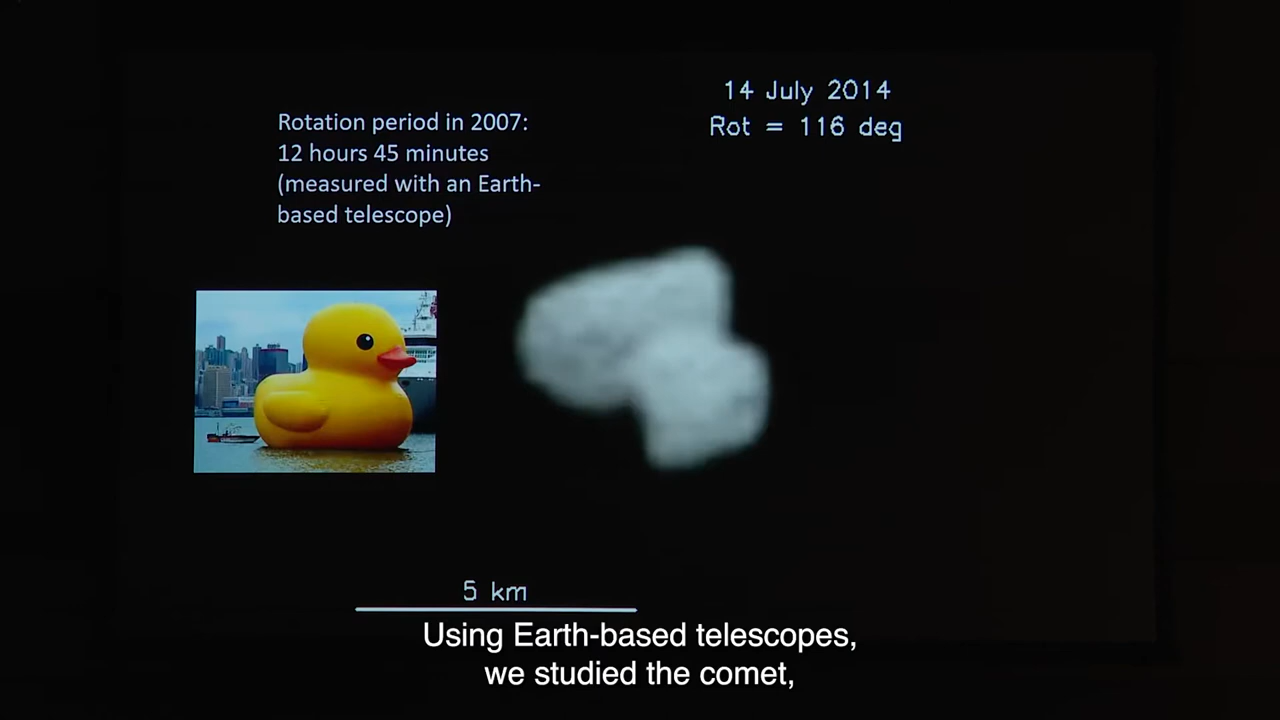 14 July 2014
Rot = 116 deg
Rotation period in 2007:
12 hours 45 minutes
(measured with an Earth-
based telescope)
5 km
Using Earth-based telescopes,
we studied the comet,